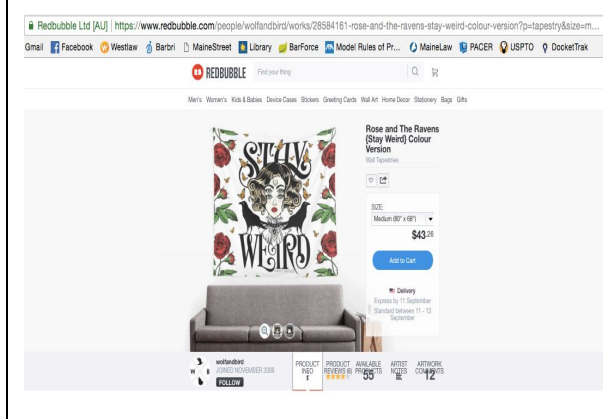 Redbubble Ltd [AU] | https://www.redbubble.com/people/wolfandbird/works/28584161-rose-and-the-ravens-stay-weird-colour-version?p=tapestry&size=m...
Gmail Facebook Westlaw Barbri MaineStreet Library BarForce Model Rules of Pr... MaineLaw PACER USPTO DocketTrak
REDBUBBLE Find your thing
Men's Women's Kids & Babies Device Cases Stickers Greeting Cards Wall Art Home Decor Stationery Bags Gifts
STAY
WEIRD
Rose and The Ravens
{Stay Weird} Colour
Version
Wall Tapestries
SIZE:
Medium (80" x 68")
$43.26
Add to Cart
Delivery
Express by 11 September
Standard between 11 - 13
September
W B
wolfandbird
JOINED NOVEMBER 2008
FOLLOW
PRODUCT
INFO
PRODUCT
REVIEWS (6)
AVAILABLE
PRODUCTS
55
ARTIST
NOTES
ARTWORK
COMMENTS
12